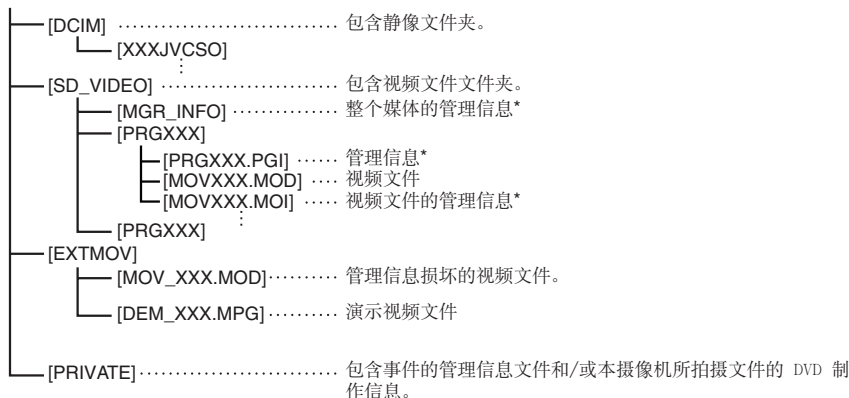 [DCIM] 包含静像文件夹。
[XXXJVCSO]
[SD_VIDEO] 包含视频文件文件夹。
[MGR_INFO] 整个媒体的管理信息*
[PRGXXX]
[PRGXXX.PGI] 管理信息*
[MOVXXX.MOD] 视频文件
[MOVXXX.MOI] 视频文件的管理信息*
[PRGXXX]
[EXTMOV]
[MOV_XXX.MOD] 管理信息损坏的视频文件。
[DEM_XXX.MPG] 演示视频文件
[PRIVATE] 包含事件的管理信息文件和/或本摄像机所拍摄文件的 DVD 制
作信息。